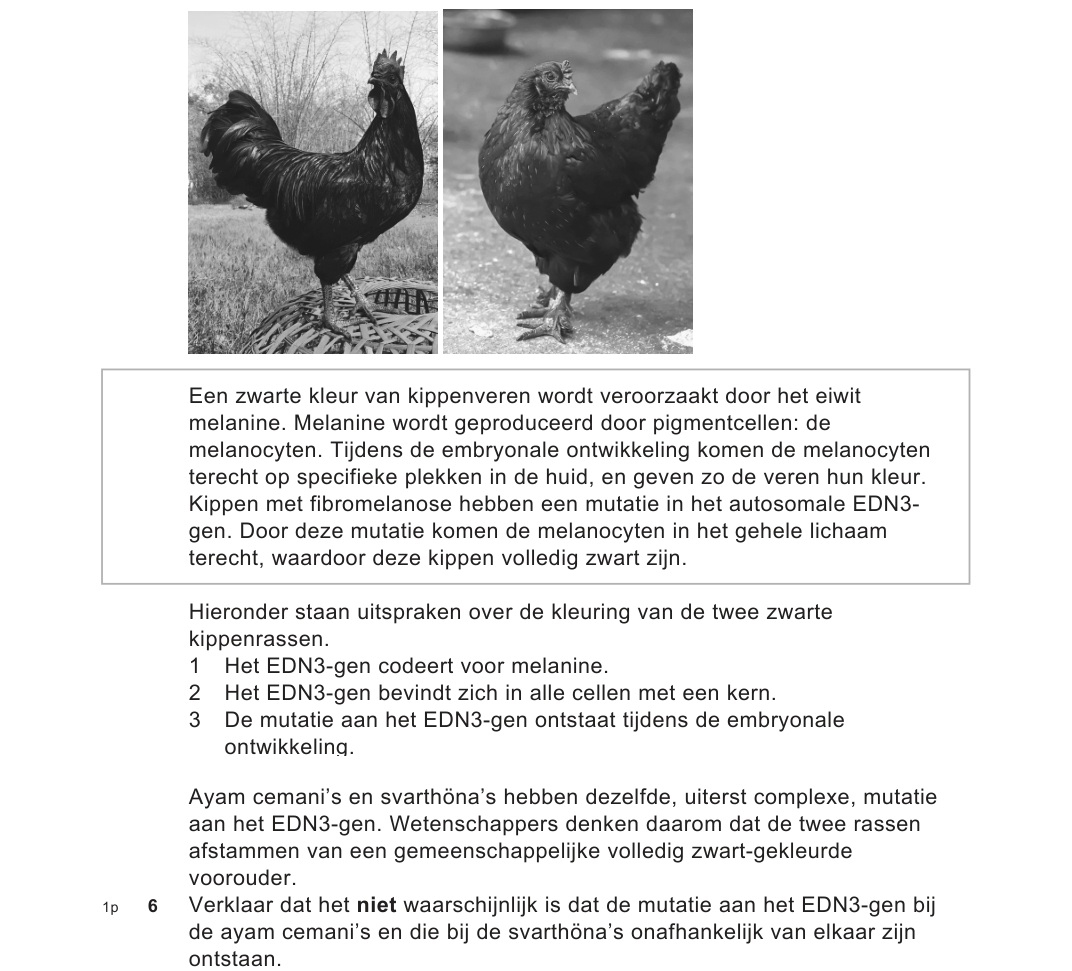 Een zwarte kleur van kippenveren wordt veroorzaakt door het eiwit
melanine. Melanine wordt geproduceerd door pigmentcellen: de
melanocyten. Tijdens de embryonale ontwikkeling komen de melanocyten
terecht op specifieke plekken in de huid, en geven zo de veren hun kleur.
Kippen met fibromelanose hebben een mutatie in het autosomale EDN3-
gen. Door deze mutatie komen de melanocyten in het gehele lichaam
terecht, waardoor deze kippen volledig zwart zijn.
Hieronder staan uitspraken over de kleuring van de twee zwarte
kippenrassen.
1 Het EDN3-gen codeert voor melanine.
2 Het EDN3-gen bevindt zich in alle cellen met een kern.
3 De mutatie aan het EDN3-gen ontstaat tijdens de embryonale
ontwikkeling.
Ayam cemani’s en svarthöna’s hebben dezelfde, uiterst complexe, mutatie
aan het EDN3-gen. Wetenschappers denken daarom dat de twee rassen
afstammen van een gemeenschappelijke volledig zwart-gekleurde
voorouder.
1p 6 Verklaar dat het niet waarschijnlijk is dat de mutatie aan het EDN3-gen bij
de ayam cemani’s en die bij de svarthöna’s onafhankelijk van elkaar zijn
ontstaan.